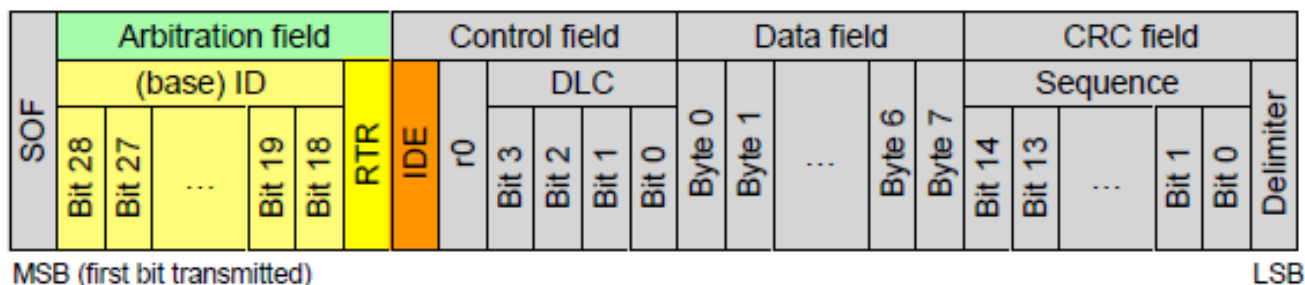 SOF
Arbitration field
Control field
Data field
CRC field
(base) ID
RTR
IDE
r0
DLC
Byte 0
Byte 1
...
Byte 6
Byte 7
Sequence
Delimiter
Bit 28
Bit 27
...
Bit 19
Bit 18
Bit 3
Bit 2
Bit 1
Bit 0
Bit 14
Bit 13
...
Bit 1
Bit 0
MSB (first bit transmitted)
LSB